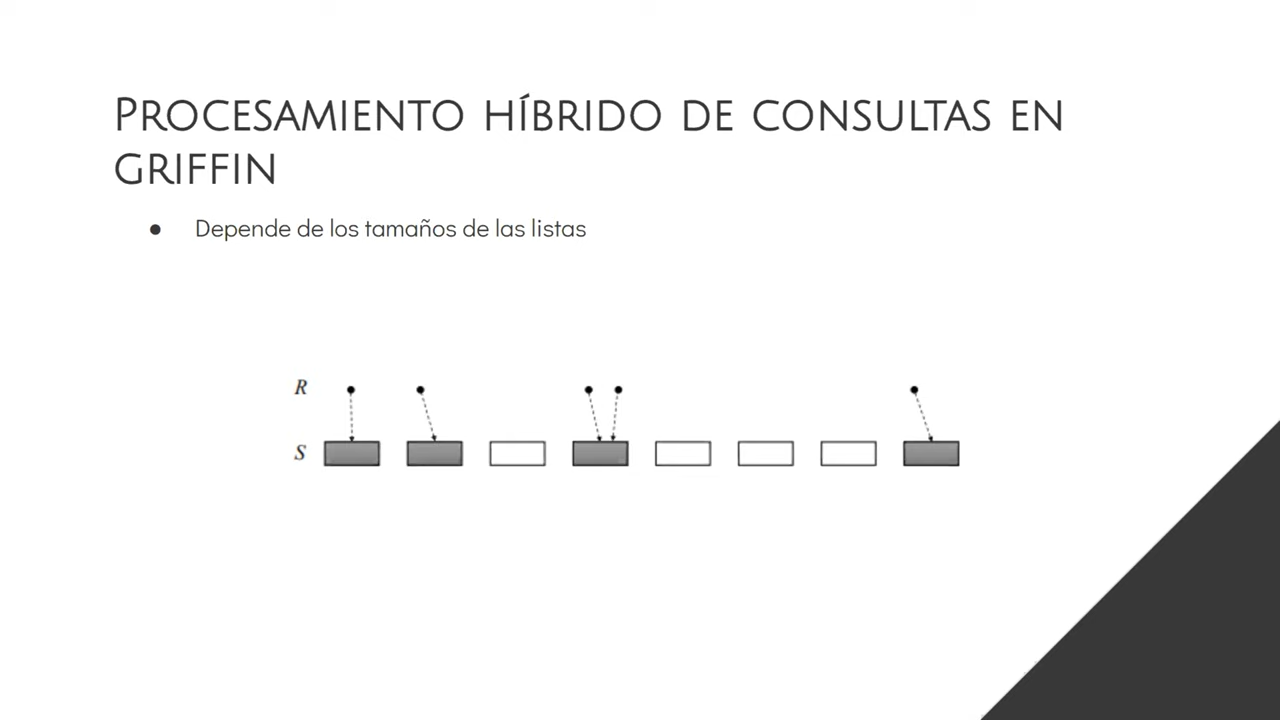 Procesamiento híbrido de consultas en
griffin
● Depende de los tamaños de las listas
R
S